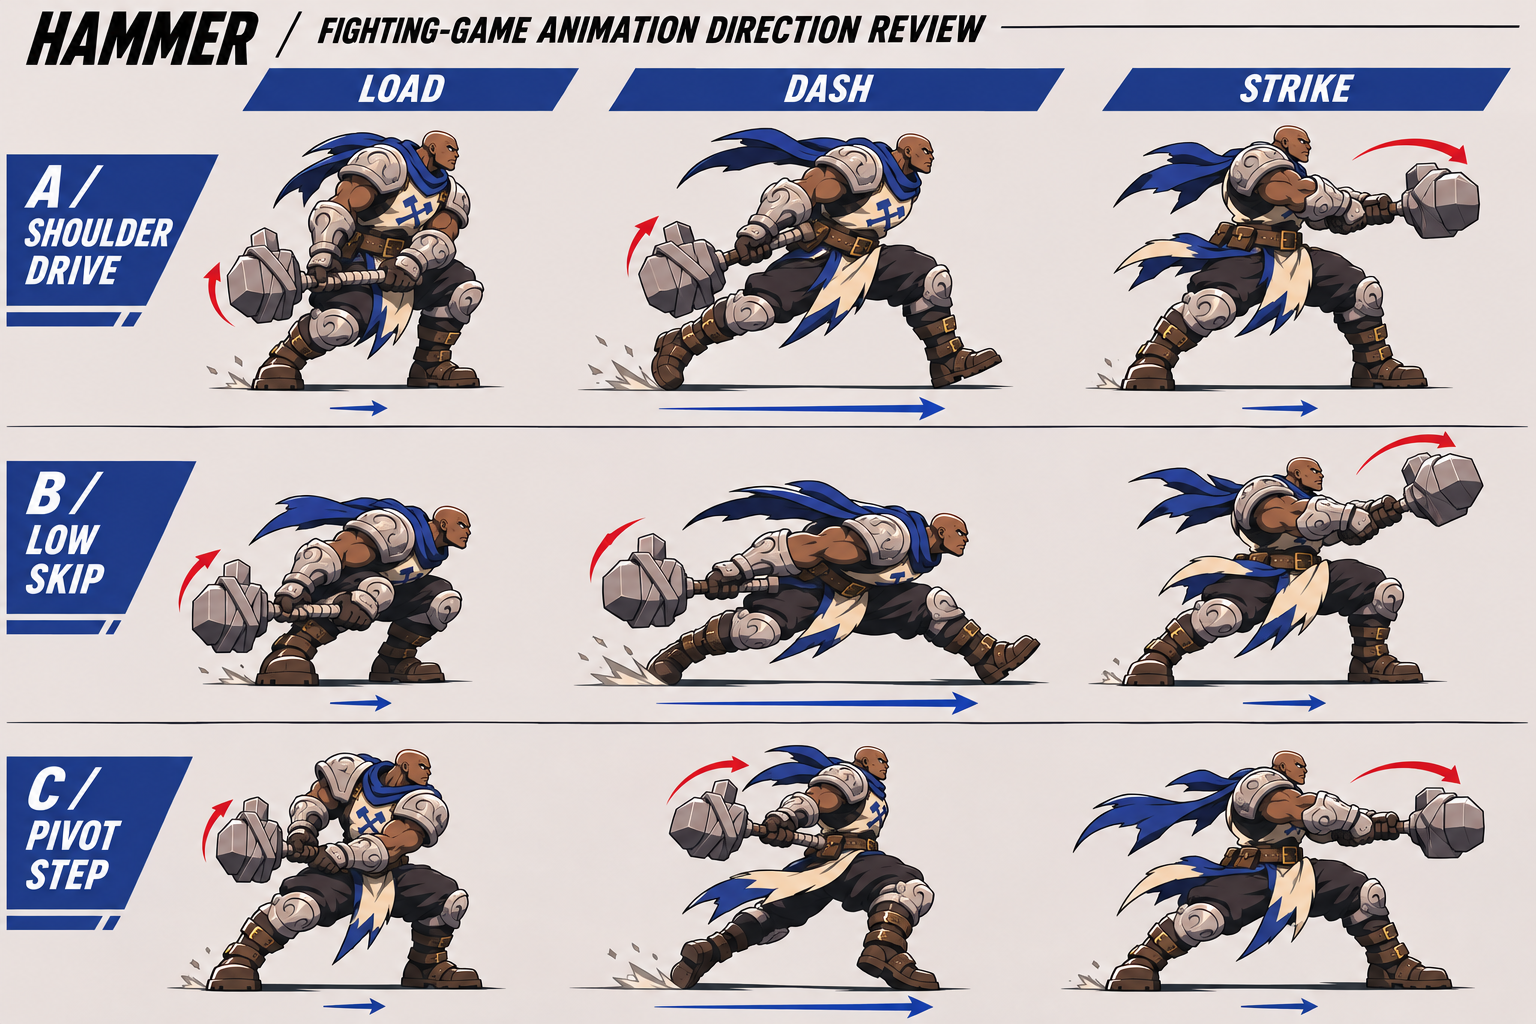 HAMMER / FIGHTING-GAME ANIMATION DIRECTION REVIEW
LOAD
DASH
STRIKE
A /
SHOULDER
DRIVE
B /
LOW
SKIP
C /
PIVOT
STEP